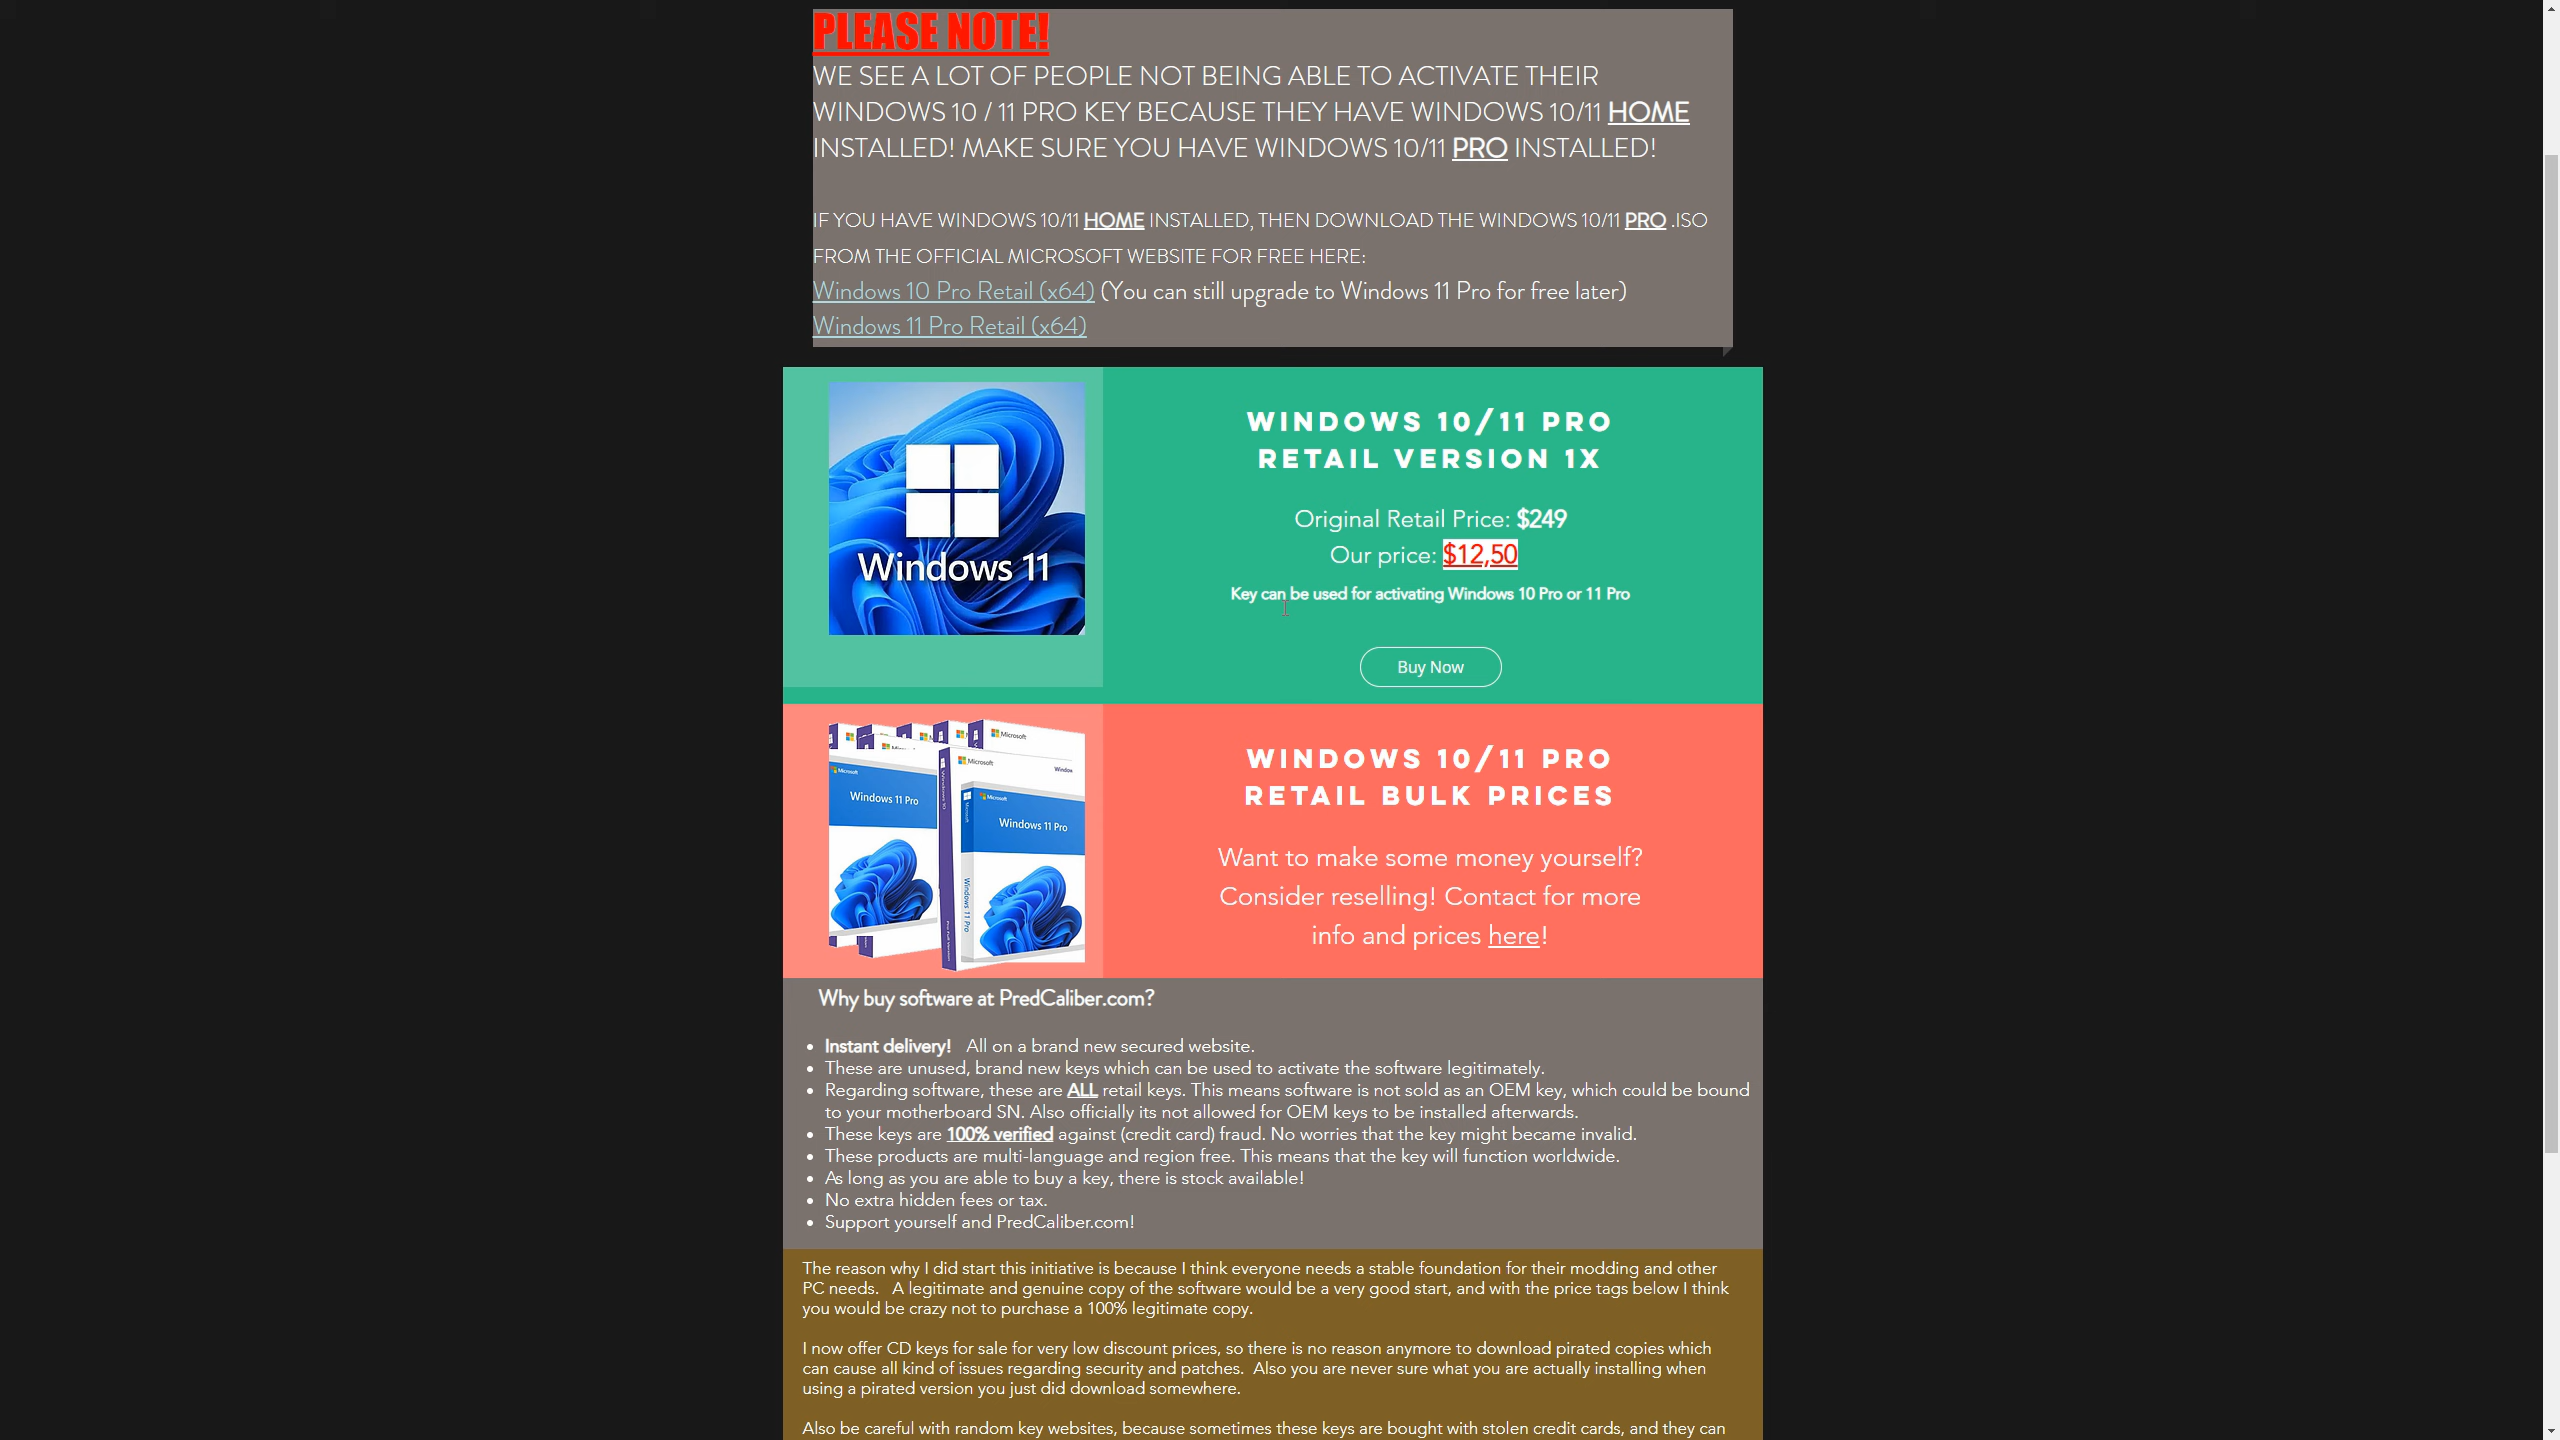 PLEASE NOTE!
WE SEE A LOT OF PEOPLE NOT BEING ABLE TO ACTIVATE THEIR
WINDOWS 10 / 11 PRO KEY BECAUSE THEY HAVE WINDOWS 10/11 HOME
INSTALLED! MAKE SURE YOU HAVE WINDOWS 10/11 PRO INSTALLED!
IF YOU HAVE WINDOWS 10/11 HOME INSTALLED, THEN DOWNLOAD THE WINDOWS 10/11 PRO .ISO
FROM THE OFFICIAL MICROSOFT WEBSITE FOR FREE HERE:
Windows 10 Pro Retail (x64) (You can still upgrade to Windows 11 Pro for free later)
Windows 11 Pro Retail (x64)
Windows 11
WINDOWS 10/11 PRO
RETAIL VERSION 1X
Original Retail Price: $249
Our price: $12,50
Key can be used for activating Windows 10 Pro or 11 Pro
Buy Now
Microsoft
Microsoft
Microsoft
Windows 11 Pro
Microsoft
Windows 11 Pro
Windows 11 Pro
WINDOWS 10/11 PRO
RETAIL BULK PRICES
Want to make some money yourself?
Consider reselling! Contact for more
info and prices here!
Why buy software at PredCaliber.com?
Instant delivery! All on a brand new secured website.
These are unused, brand new keys which can be used to activate the software legitimately.
Regarding software, these are ALL retail keys. This means software is not sold as an OEM key, which could be bound
to your motherboard SN. Also officially its not allowed for OEM keys to be installed afterwards.
These keys are 100% verified against (credit card) fraud. No worries that the key might became invalid.
These products are multi-language and region free. This means that the key will function worldwide.
As long as you are able to buy a key, there is stock available!
No extra hidden fees or tax.
Support yourself and PredCaliber.com!
The reason why I did start this initiative is because I think everyone needs a stable foundation for their modding and other
PC needs. A legitimate and genuine copy of the software would be a very good start, and with the price tags below I think
you would be crazy not to purchase a 100% legitimate copy.
I now offer CD keys for sale for very low discount prices, so there is no reason anymore to download pirated copies which
can cause all kind of issues regarding security and patches. Also you are never sure what you are actually installing when
using a pirated version you just did download somewhere.
Also be careful with random key websites, because sometimes these keys are bought with stolen credit cards, and they can